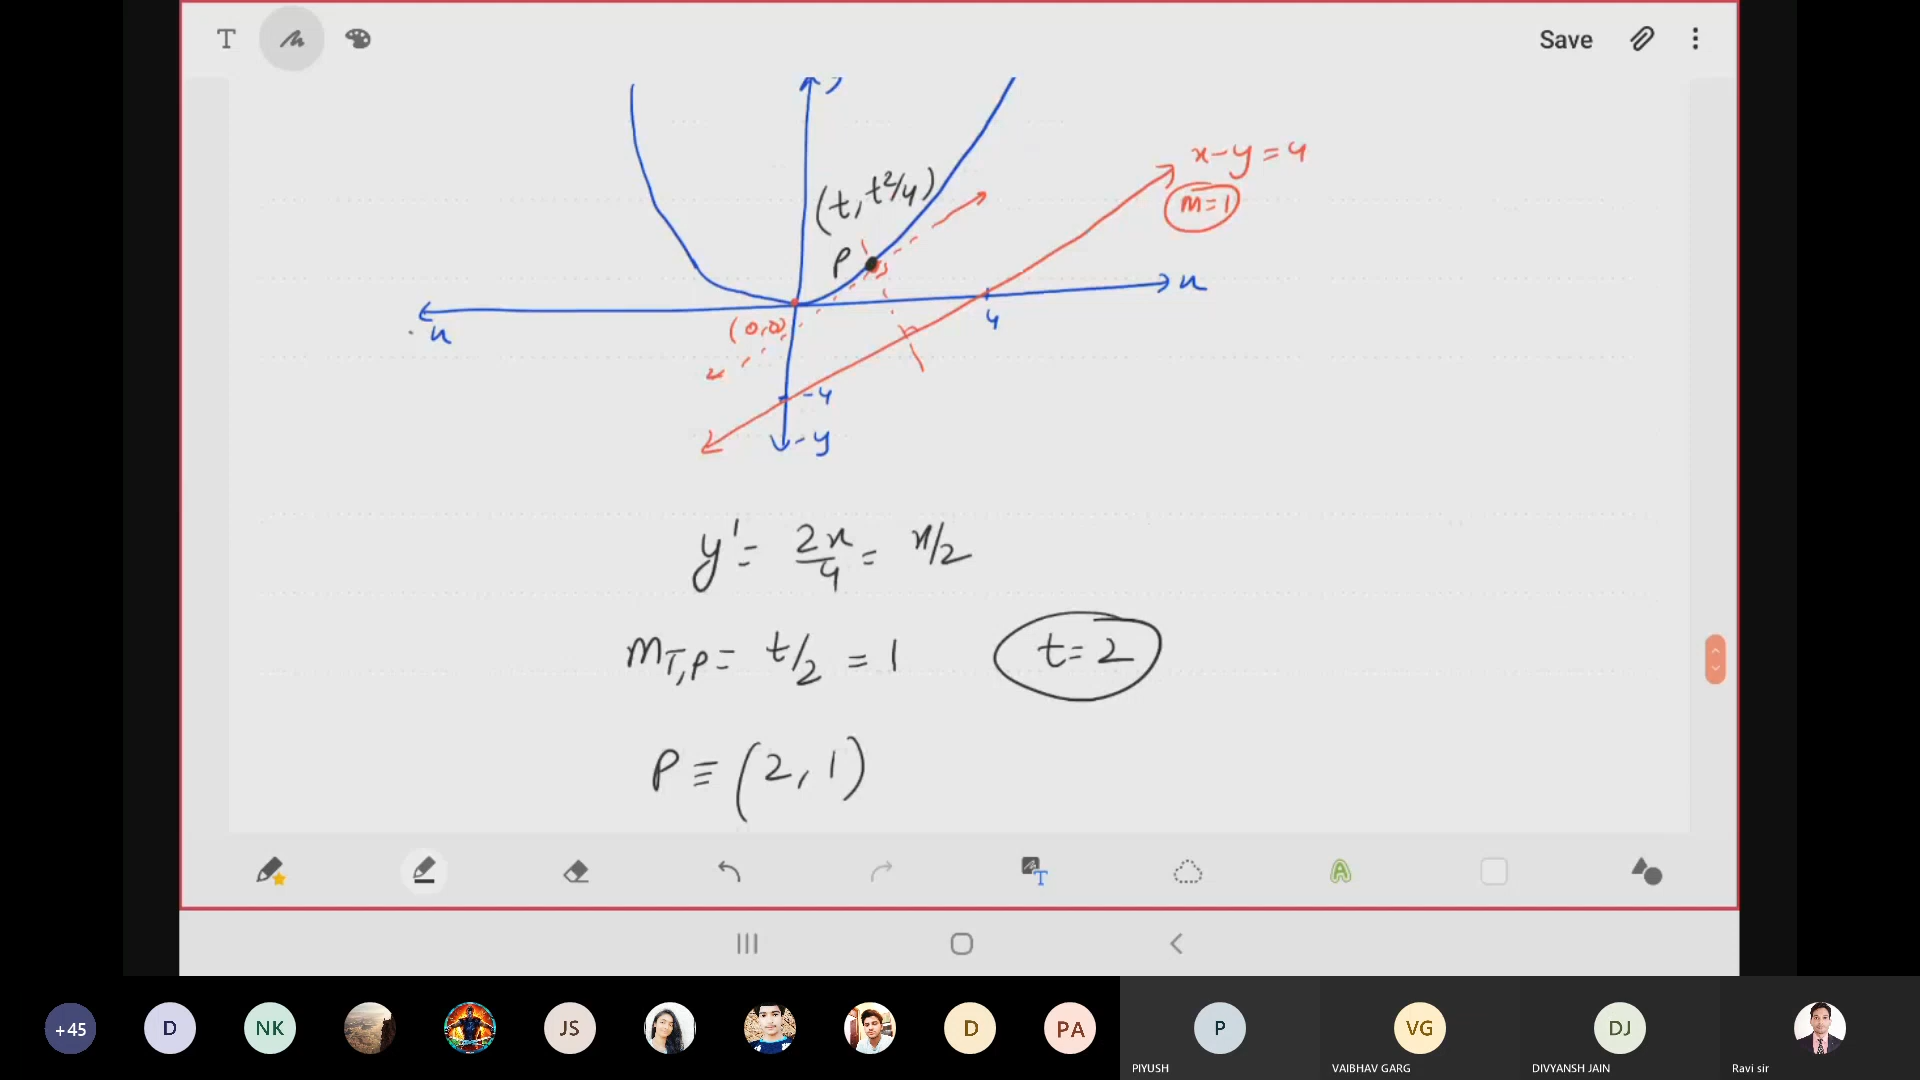 T
Save
y
x-y=4
m=1
(t, t²/4)
P
x
-x
(0,0)
4
-4
-y
y' = 2x/4 = x/2
m_T,P = t/2 = 1
t=2
P ≡ (2, 1)
T
A
+45
D
NK
JS
D
PA
P
VG
DJ
PIYUSH
VAIBHAV GARG
DIVYANSH JAIN
Ravi sir